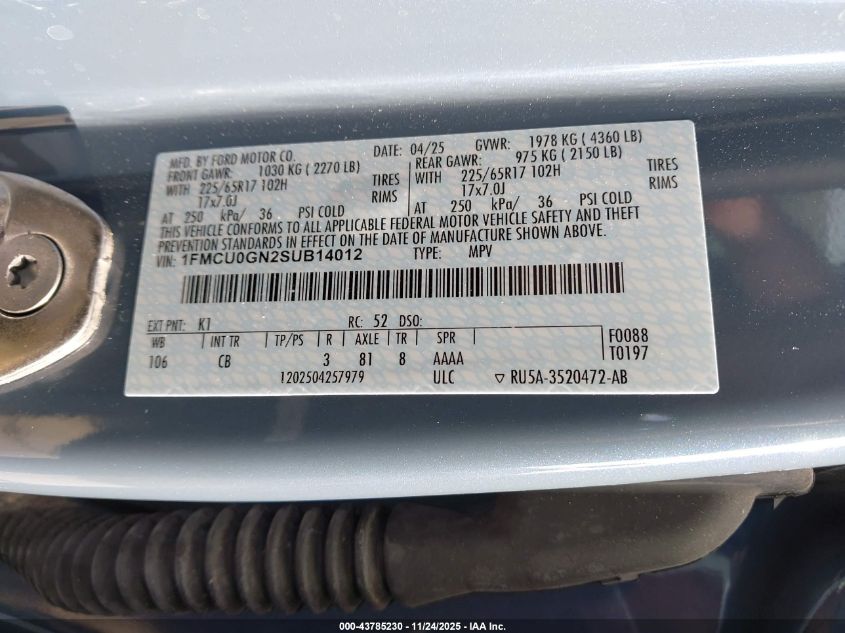 MFD. BY FORD MOTOR CO. DATE: 04/25 GVWR: 1978 KG ( 4360 LB)
FRONT GAWR: 1030 KG ( 2270 LB) REAR GAWR: 975 KG ( 2150 LB)
WITH 225/65R17 102H TIRES WITH 225/65R17 102H TIRES
17x7.0J RIMS 17x7.0J RIMS
AT 250 kPa/ 36 PSI COLD AT 250 kPa/ 36 PSI COLD
THIS VEHICLE CONFORMS TO ALL APPLICABLE FEDERAL MOTOR VEHICLE SAFETY AND THEFT
PREVENTION STANDARDS IN EFFECT ON THE DATE OF MANUFACTURE SHOWN ABOVE.
VIN: 1FMCU0GN2SUB14012 TYPE: MPV
EXT PNT: K1 RC: 52 DSO:
WB INT TR TP/PS R AXLE TR SPR F0088
106 CB 3 81 8 AAAA T0197
1202504257979 ULC ▽ RU5A-3520472-AB
000-43785230 - 11/24/2025 - IAA Inc.